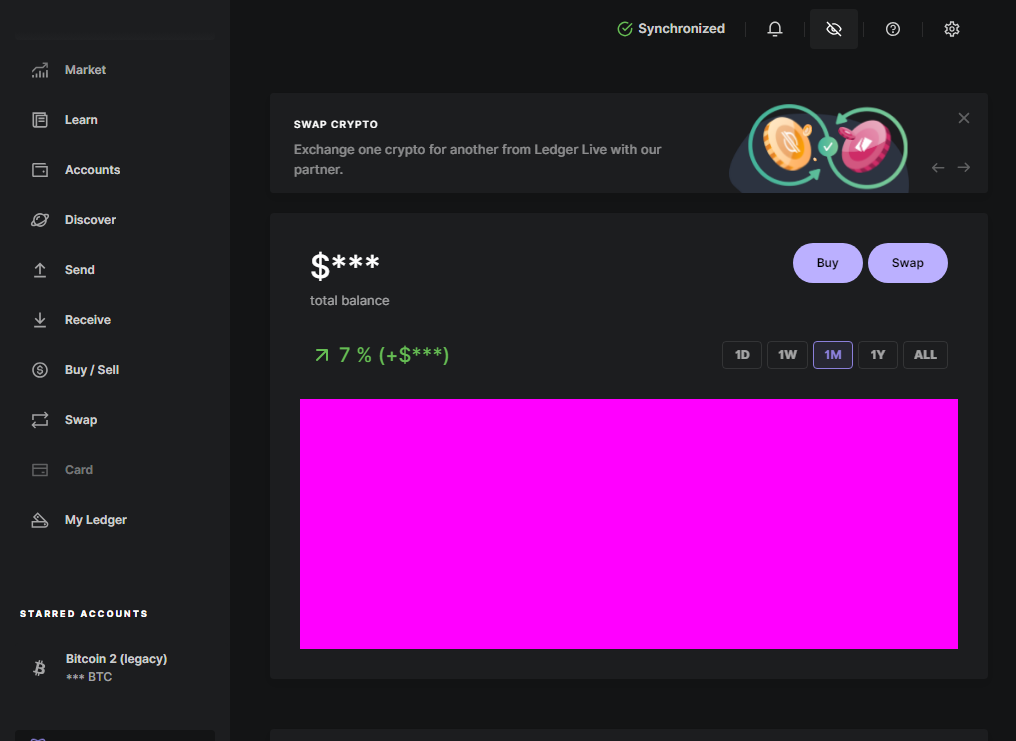 Synchronized
Market
Learn
Accounts
Discover
Send
Receive
Buy / Sell
Swap
Card
My Ledger
STARRED ACCOUNTS
Bitcoin 2 (legacy)
*** BTC
SWAP CRYPTO
Exchange one crypto for another from Ledger Live with our
partner.
$***
total balance
Buy
Swap
7 % (+$***)
1D
1W
1M
1Y
ALL